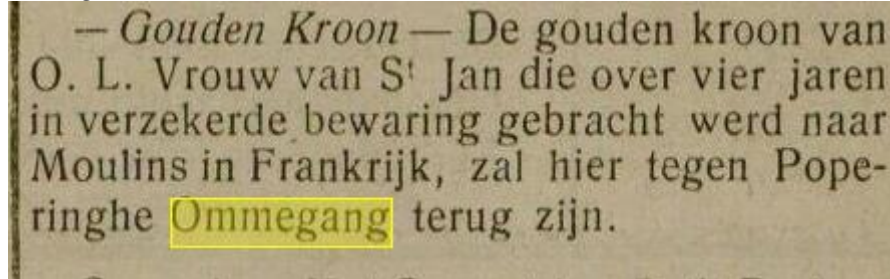 — Gouden Kroon — De gouden kroon van
O. L. Vrouw van Sᵗ Jan die over vier jaren
in verzekerde bewaring gebracht werd naar
Moulins in Frankrijk, zal hier tegen Pope-
ringhe Ommegang terug zijn.